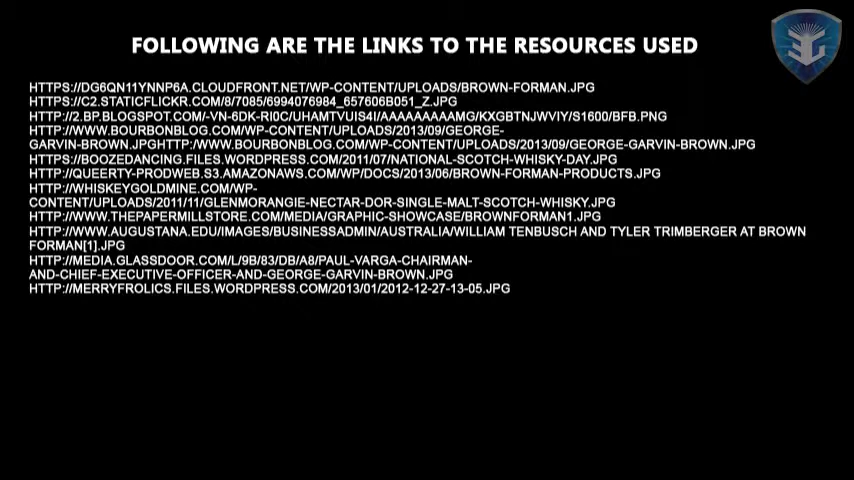 FOLLOWING ARE THE LINKS TO THE RESOURCES USED
HTTPS://DG6QN11YNNP6A.CLOUDFRONT.NET/WP-CONTENT/UPLOADS/BROWN-FORMAN.JPG
HTTPS://C2.STATICFLICKR.COM/8/7085/6994076984_657606B051_Z.JPG
HTTP://2.BP.BLOGSPOT.COM/-VN-6DK-RI0C/UHAMTVUIS4I/AAAAAAAAAMG/KXGBTNJWVIY/S1600/BFB.PNG
HTTP://WWW.BOURBONBLOG.COM/WP-CONTENT/UPLOADS/2013/09/GEORGE-
GARVIN-BROWN.JPGHTTP:/WWW.BOURBONBLOG.COM/WP-CONTENT/UPLOADS/2013/09/GEORGE-GARVIN-BROWN.JPG
HTTPS://BOOZEDANCING.FILES.WORDPRESS.COM/2011/07/NATIONAL-SCOTCH-WHISKY-DAY.JPG
HTTP://QUEERTY-PRODWEB.S3.AMAZONAWS.COM/WP/DOCS/2013/06/BROWN-FORMAN-PRODUCTS.JPG
HTTP://WHISKEYGOLDMINE.COM/WP-
CONTENT/UPLOADS/2011/11/GLENMORANGIE-NECTAR-DOR-SINGLE-MALT-SCOTCH-WHISKY.JPG
HTTP://WWW.THEPAPERMILLSTORE.COM/MEDIA/GRAPHIC-SHOWCASE/BROWNFORMAN1.JPG
HTTP://WWW.AUGUSTANA.EDU/IMAGES/BUSINESSADMIN/AUSTRALIA/WILLIAM TENBUSCH AND TYLER TRIMBERGER AT BROWN
FORMAN[1].JPG
HTTP://MEDIA.GLASSDOOR.COM/L/9B/83/DB/A8/PAUL-VARGA-CHAIRMAN-
AND-CHIEF-EXECUTIVE-OFFICER-AND-GEORGE-GARVIN-BROWN.JPG
HTTP://MERRYFROLICS.FILES.WORDPRESS.COM/2013/01/2012-12-27-13-05.JPG